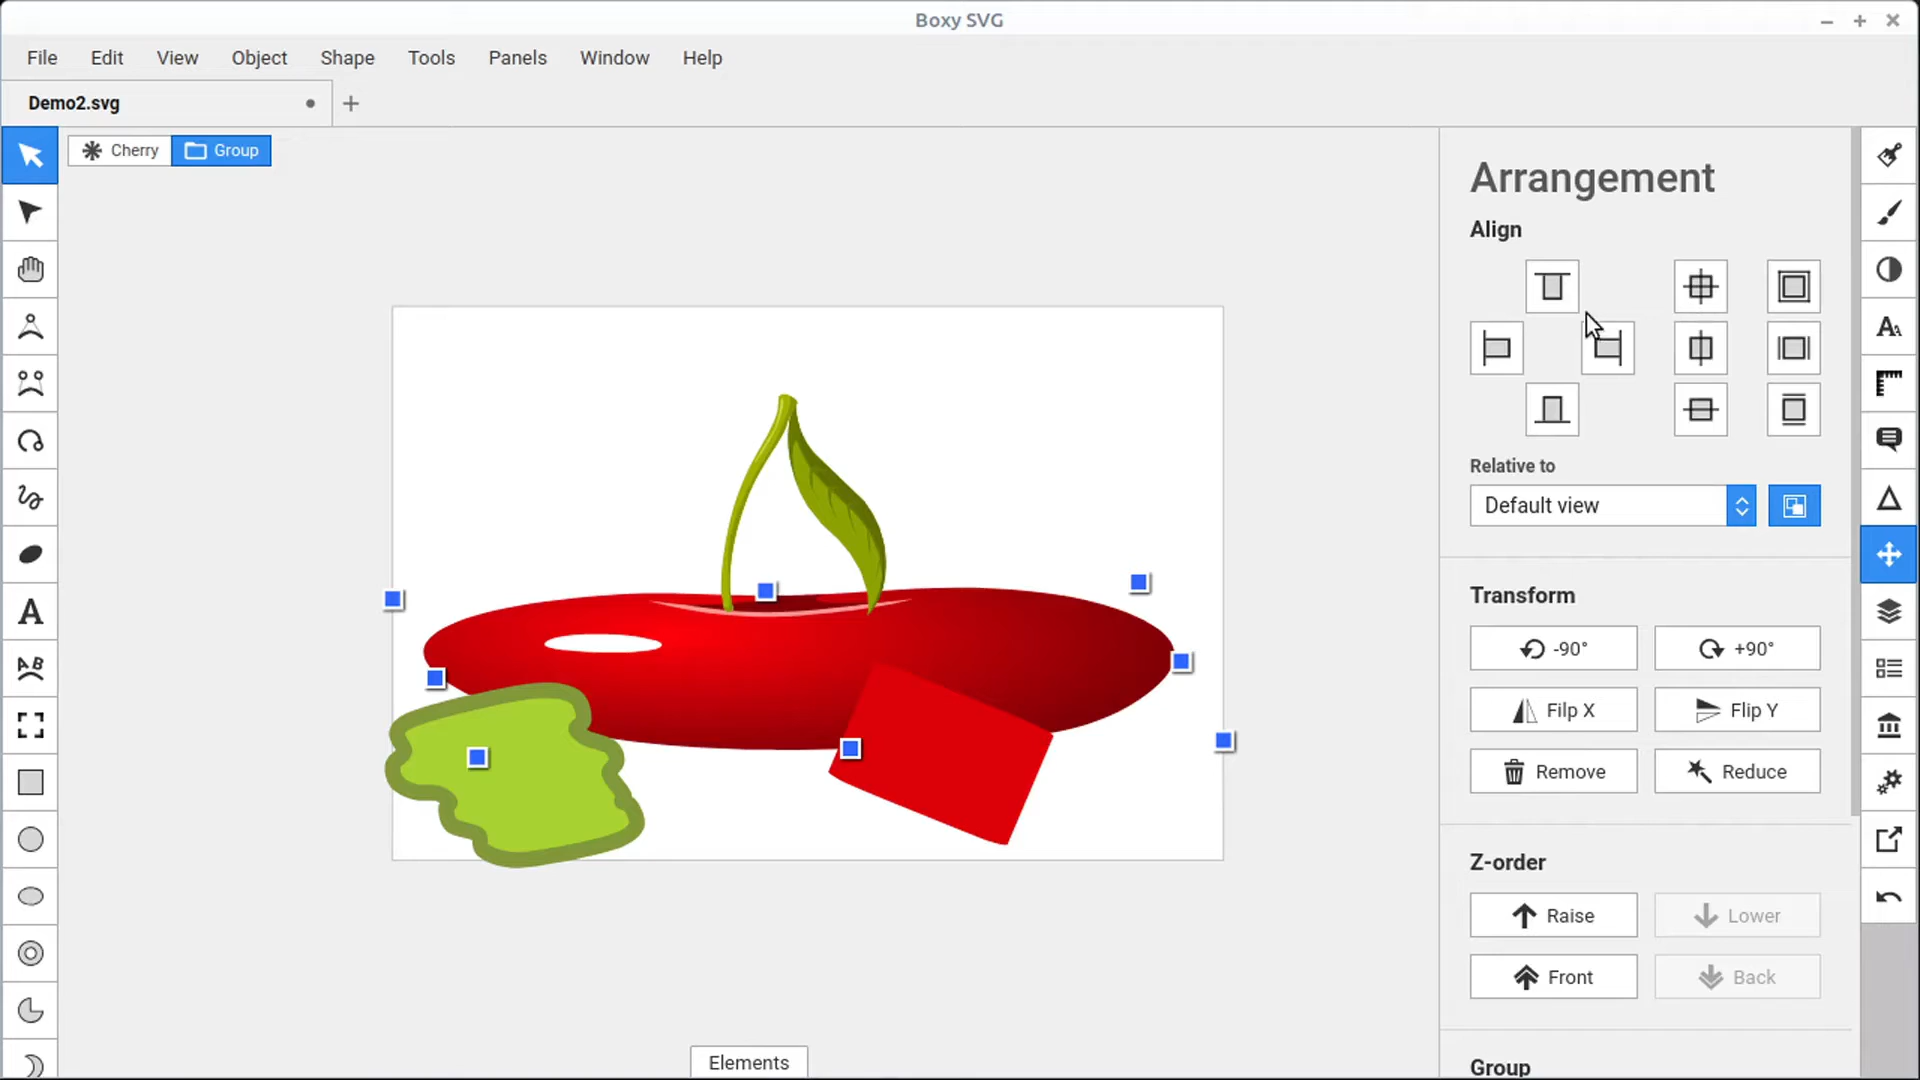 Boxy SVG
File Edit View Object Shape Tools Panels Window Help
Demo2.svg
Cherry Group
Arrangement
Align
Relative to
Default view
Transform
-90° +90°
Filp X Flip Y
Remove Reduce
Z-order
Raise Lower
Front Back
Group
Elements